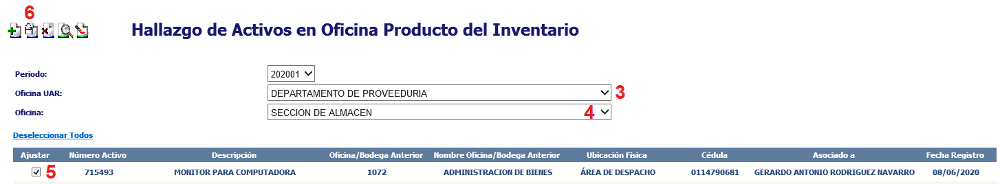 6
Hallazgo de Activos en Oficina Producto del Inventario
Periodo: 202001
Oficina UAR: DEPARTAMENTO DE PROVEEDURIA 3
Oficina: SECCION DE ALMACEN 4
Deseleccionar Todos
Ajustar Número Activo Descripción Oficina/Bodega Anterior Nombre Oficina/Bodega Anterior Ubicación Física Cédula Asociado a Fecha Registro
5 715493 MONITOR PARA COMPUTADORA 1072 ADMINISTRACION DE BIENES ÁREA DE DESPACHO 0114790681 GERARDO ANTONIO RODRIGUEZ NAVARRO 08/06/2020